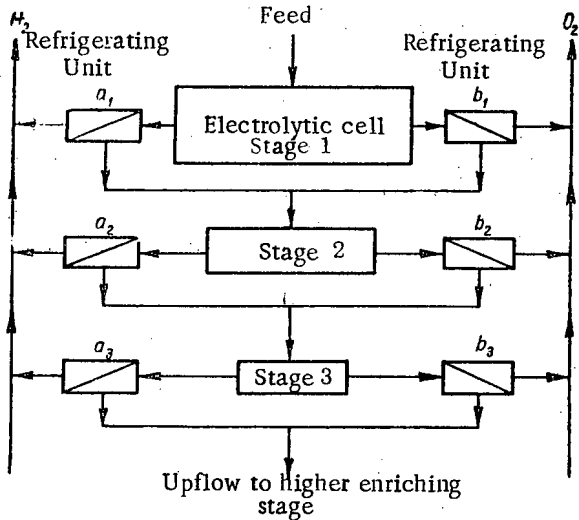 H₂
Feed
O₂
Refrigerating
Unit
Refrigerating
Unit
a₁
b₁
Electrolytic cell
Stage 1
a₂
b₂
Stage 2
a₃
b₃
Stage 3
Upflow to higher enriching
stage